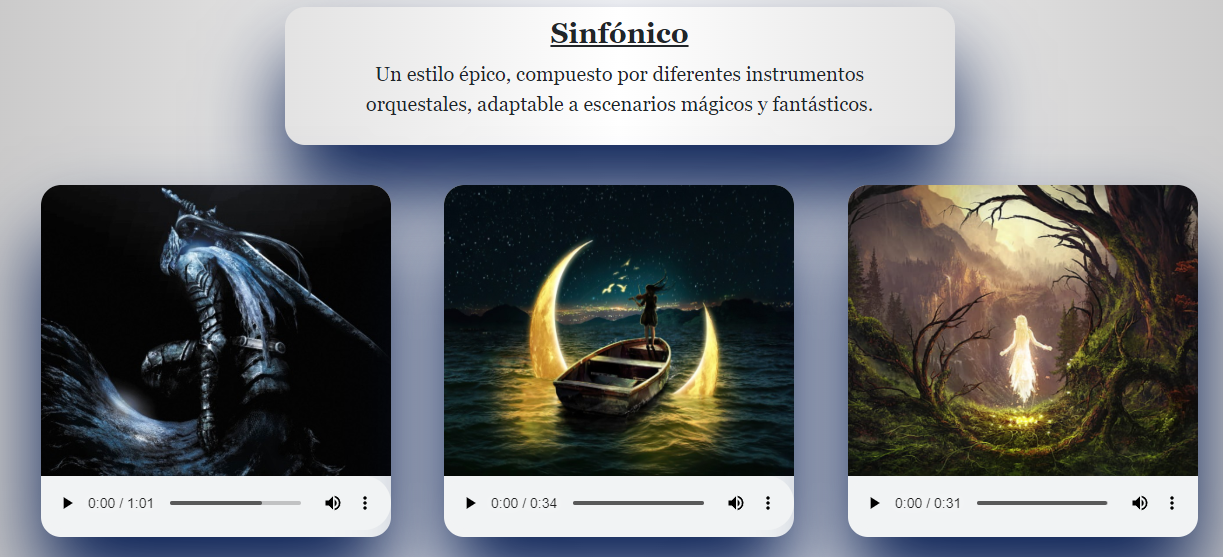 Sinfónico
Un estilo épico, compuesto por diferentes instrumentos
orquestales, adaptable a escenarios mágicos y fantásticos.
0:00 / 1:01
0:00 / 0:34
0:00 / 0:31